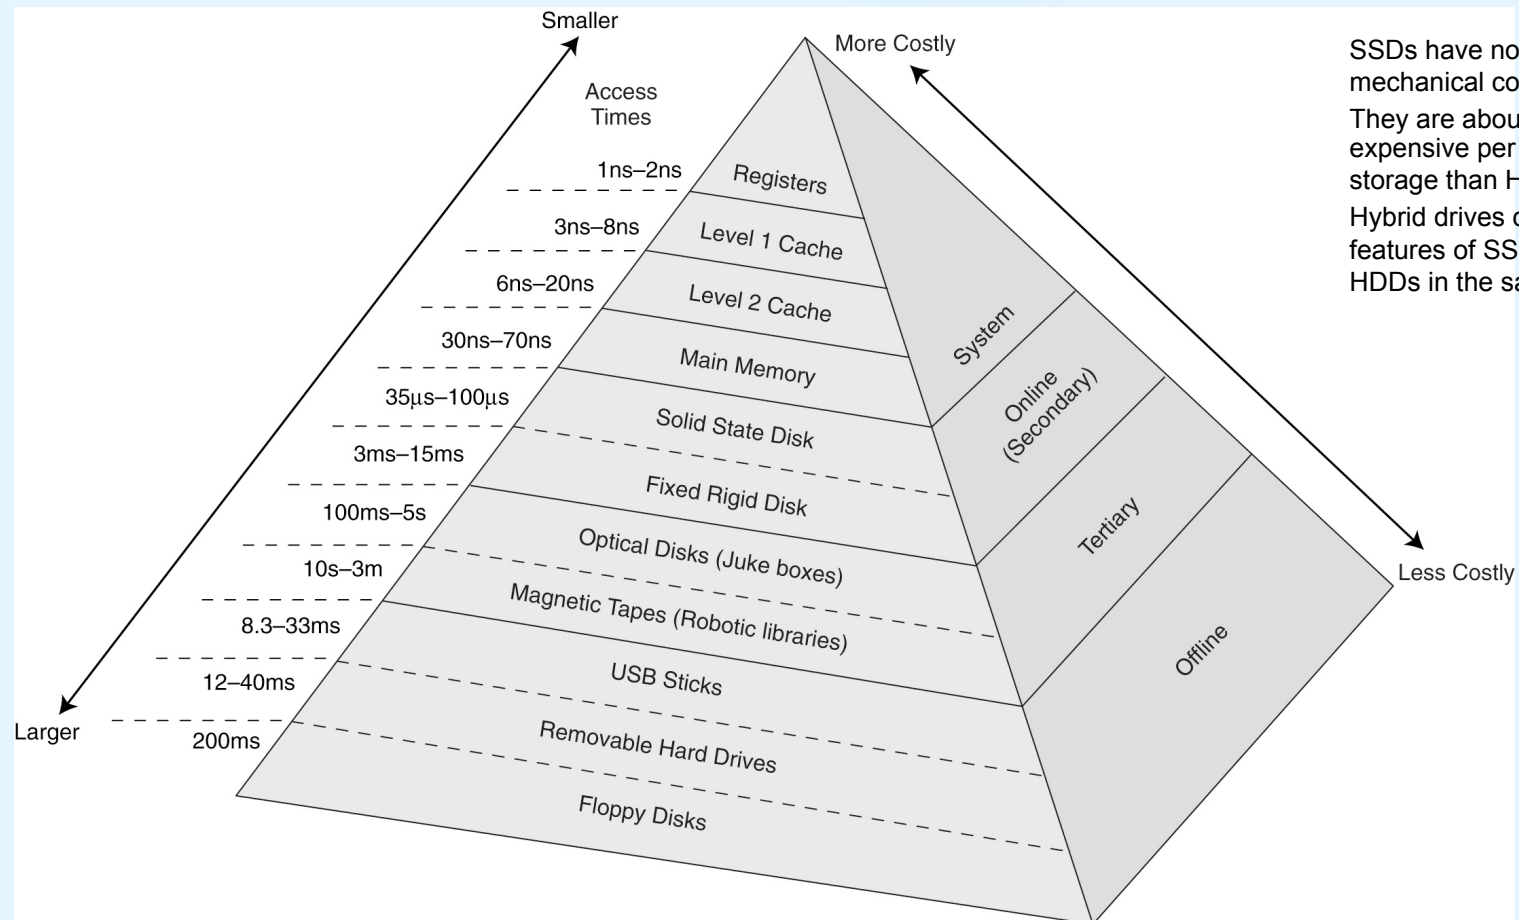 Smaller
More Costly
Access
Times
1ns–2ns
Registers
3ns–8ns
Level 1 Cache
6ns–20ns
Level 2 Cache
30ns–70ns
Main Memory
35µs–100µs
Solid State Disk
3ms–15ms
Fixed Rigid Disk
100ms–5s
Optical Disks (Juke boxes)
10s–3m
Magnetic Tapes (Robotic libraries)
8.3–33ms
USB Sticks
12–40ms
Removable Hard Drives
200ms
Floppy Disks
Larger
System
Online
(Secondary)
Tertiary
Offline
Less Costly
SSDs have no
mechanical
They are
expensive per
storage than
Hybrid drives
features of
HDDs in the